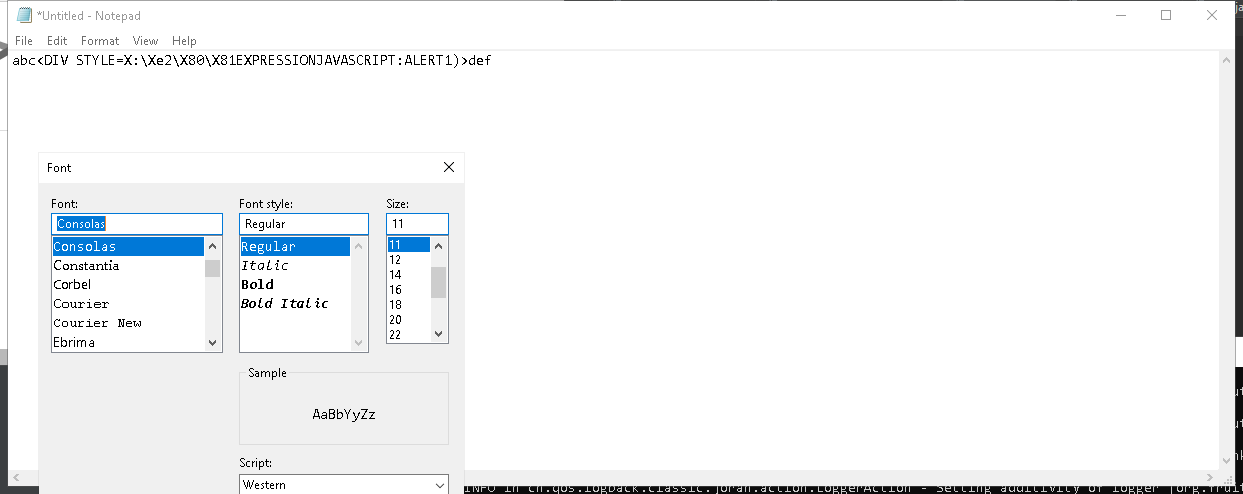 *Untitled - Notepad
File Edit Format View Help
abc<DIV STYLE=X:\Xe2\X80\X81EXPRESSIONJAVASCRIPT:ALERT1)>def
Font
Font: Font style: Size:
Consolas Regular 11
Consolas Regular 11
Constantia Italic 12
Corbel Bold 14
Courier Bold Italic 16
Courier New 18
Ebrima 20
22
Sample
AaBbYyZz
Script:
Western
INFO in ch.qos.logback.classic.joran.action.LoggerAction - Setting additivity of logger